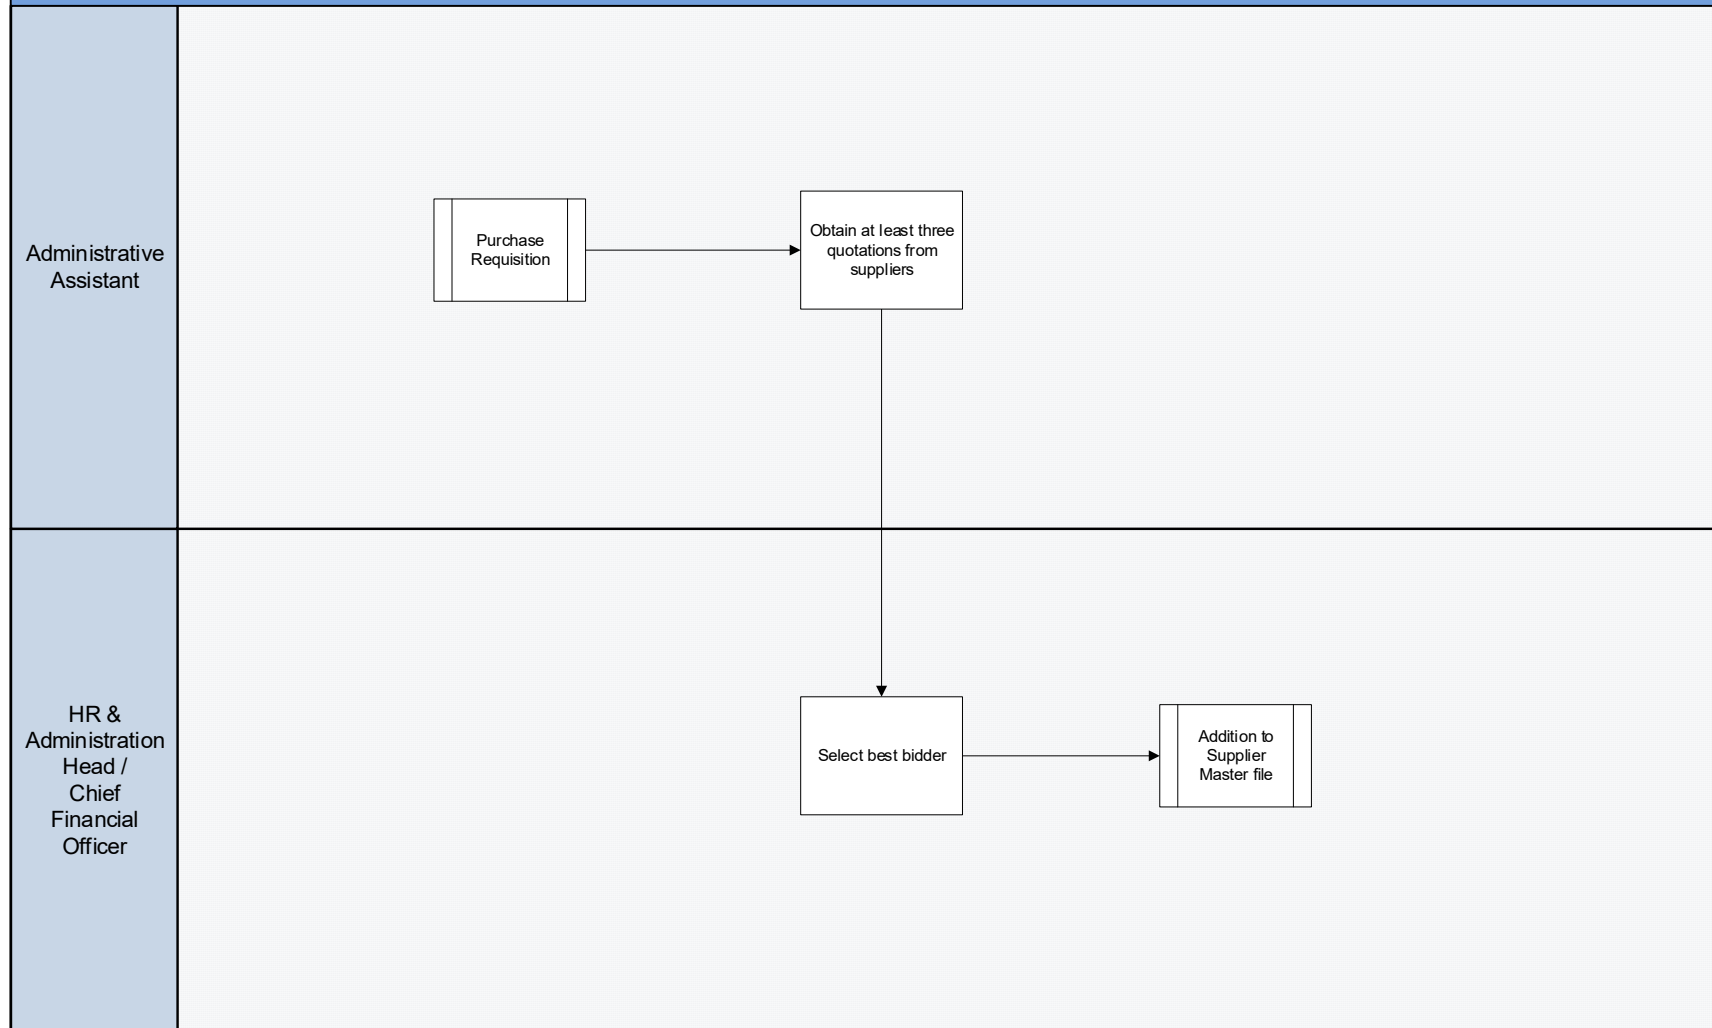 Administrative
Assistant
Purchase
Requisition
Obtain at least three
quotations from
suppliers
HR &
Administration
Head /
Chief
Financial
Officer
Select best bidder
Addition to
Supplier
Master file